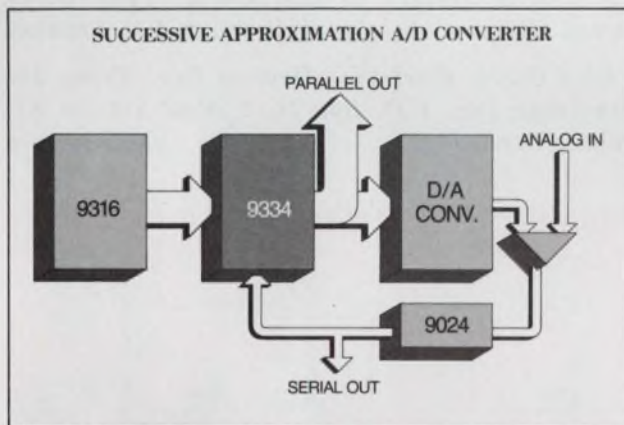 SUCCESSIVE APPROXIMATION A/D CONVERTER
PARALLEL OUT
ANALOG IN
9316
9334
D/A
CONV.
9024
SERIAL OUT